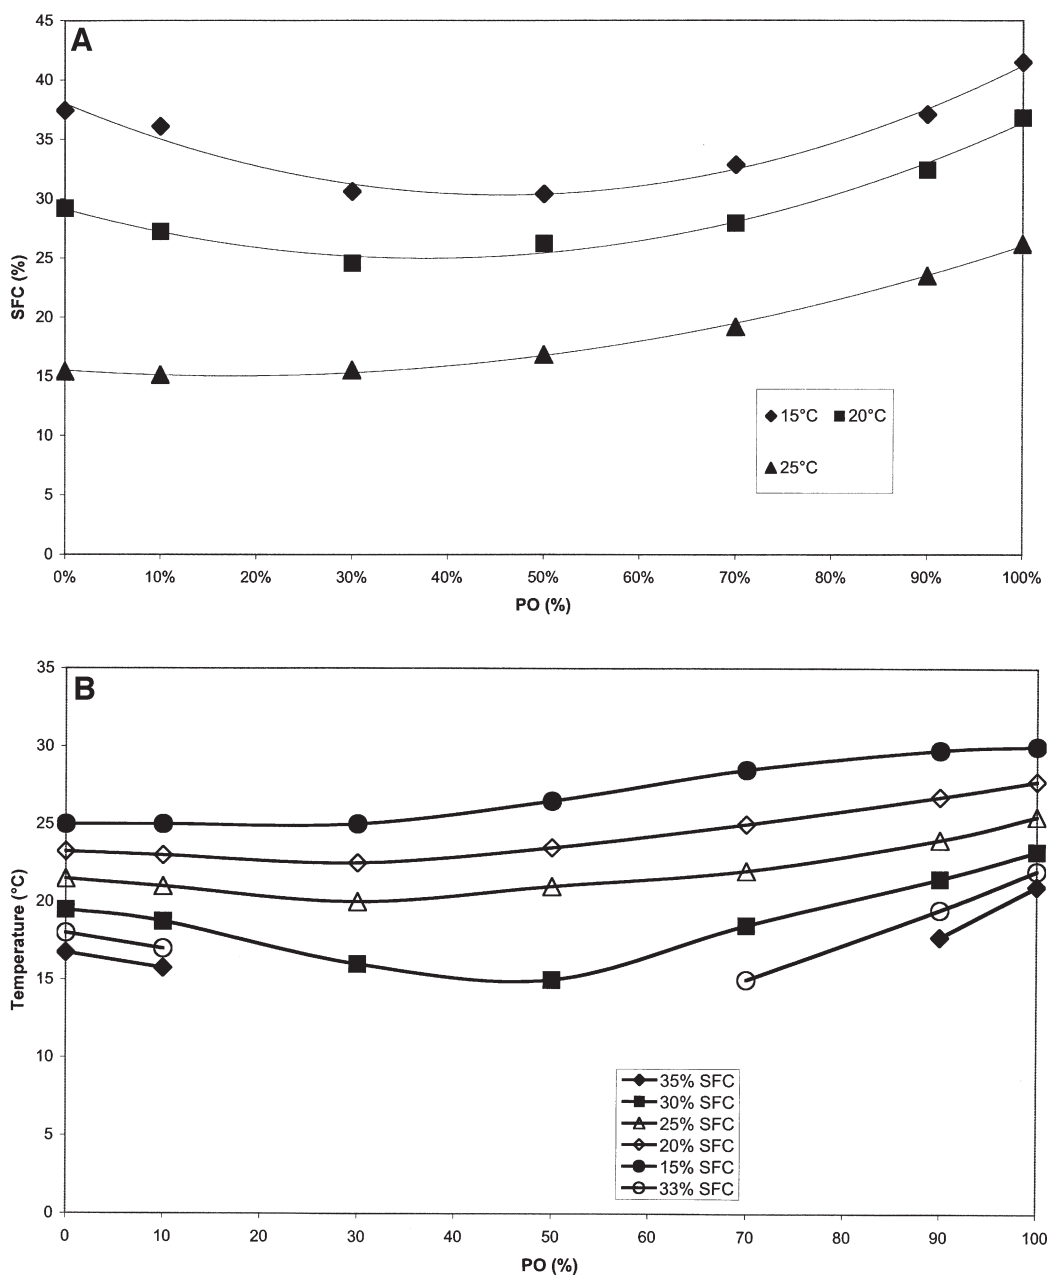 A
45
40
35
30
25
20
15
10
5
0
SFC (%)
15°C 20°C
25°C
0% 10% 20% 30% 40% 50% 60% 70% 80% 90% 100%
PO (%)
B
35
30
25
20
15
10
5
0
Temperature (°C)
35% SFC
30% SFC
25% SFC
20% SFC
15% SFC
33% SFC
0 10 20 30 40 50 60 70 80 90 100
PO (%)